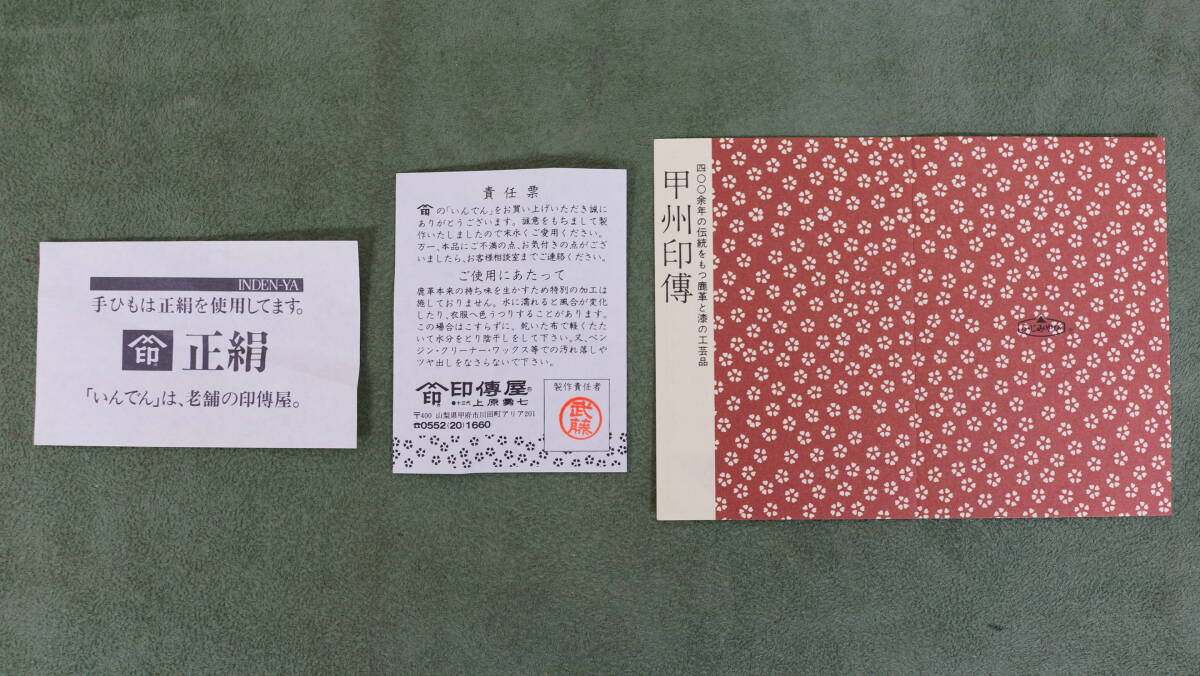 INDEN-YA
手ひもは正絹を使用してます。
印 正絹
「いんでん」は、老舗の印傳屋。
責任票
印の「いんでん」をお買い上げいただき誠に
ありがとうございます。誠意をもちまして製
作いたしましたので末永くご愛用ください。
万一、本品にご不満の点、お気付きの点がござ
いましたら、お客様相談室までご連絡ください。
ご使用にあたって
鹿革本来の持ち味を生かすため特別の加工は
施しておりません。水に濡れると風合が変化
したり、衣服へ色うつりすることがあります。
この場合はこすらずに、乾いた布で軽くたた
いて水分をとり陰干しをして下さい。又、ベン
ジン・クリーナー・ワックス等での汚れ落しや
ツヤ出しをなさらないで下さい。
印 印傳屋®
●十三代 上原勇七
〒400 山梨県甲府市川田町アリア201
☎0552(20)1660
製作責任者
武藤
四〇〇余年の伝統をもつ鹿革と漆の工芸品
甲州印傳